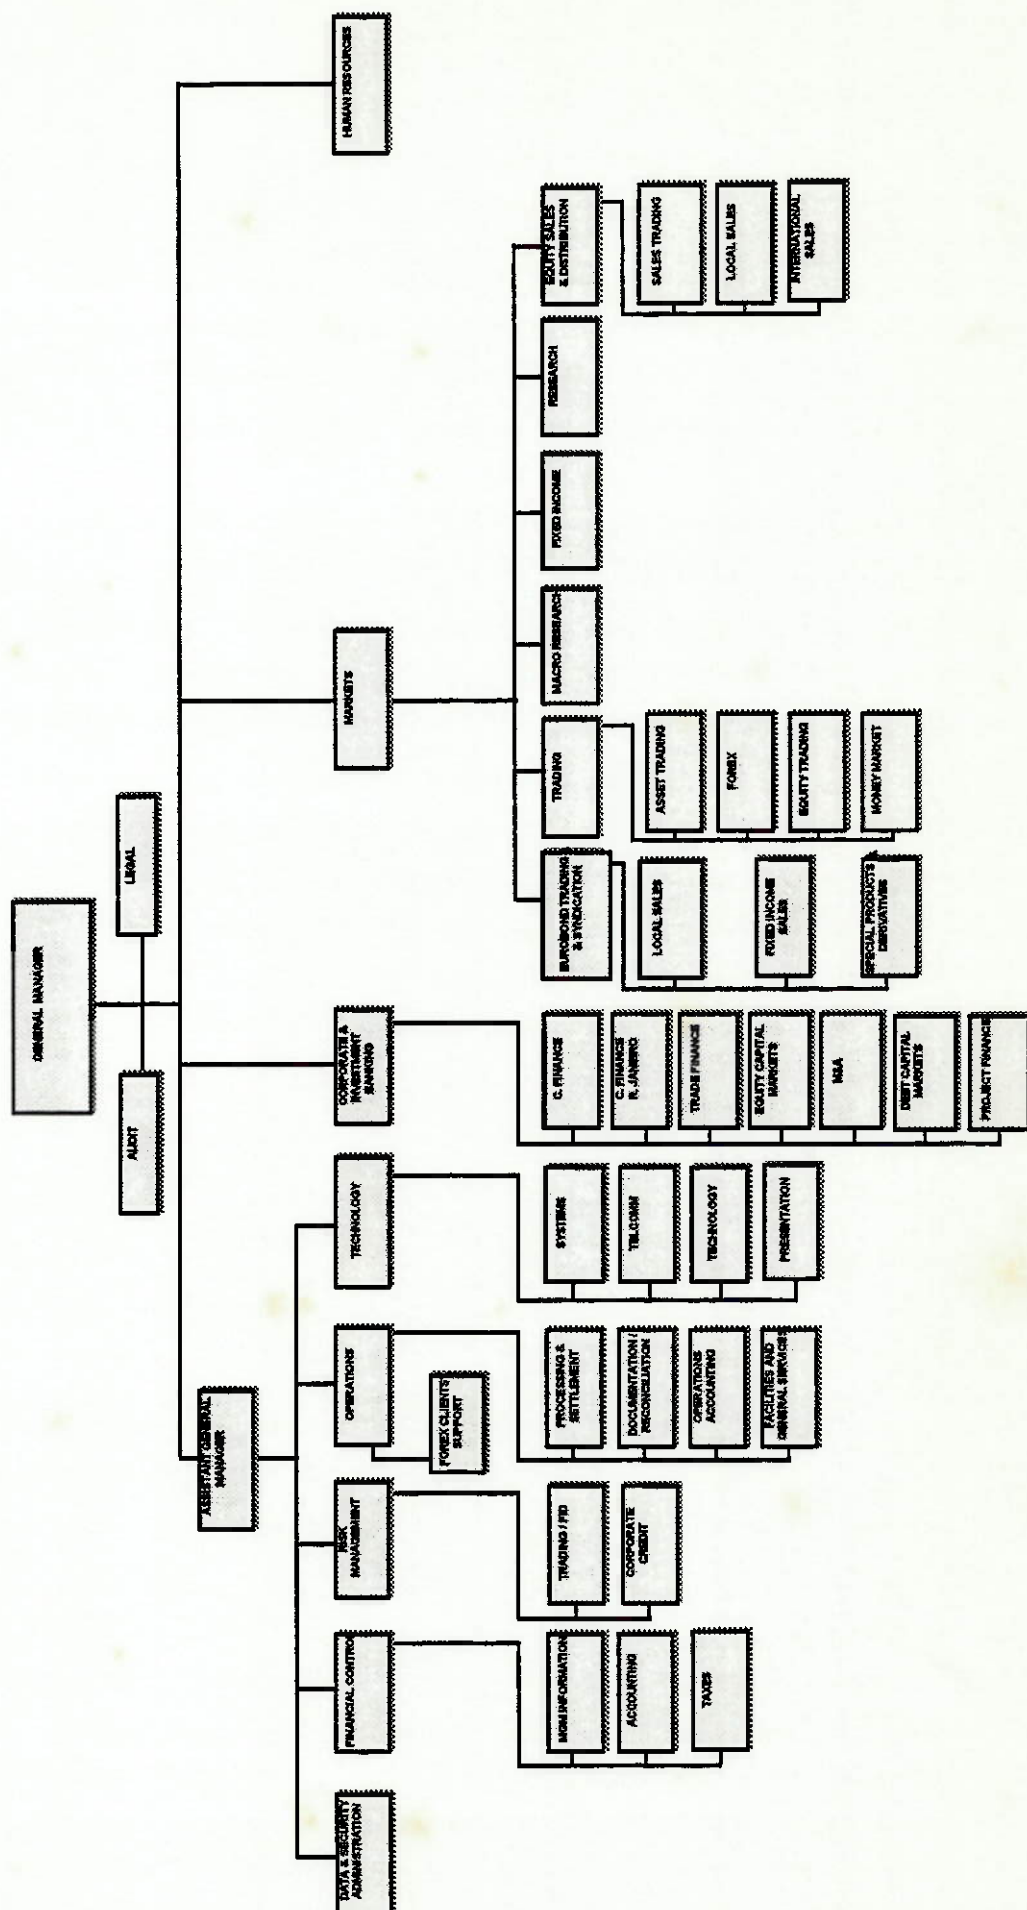 GENERAL MANAGER
AUDIT
LEGAL
ASSISTANT GENERAL
MANAGER
DATA & SECURITY
ADMINISTRATION
FINANCIAL CONTROL
RISK
MANAGEMENT
OPERATIONS
TECHNOLOGY
CORPORATE &
INVESTMENT
BANKING
MARKETS
HUMAN RESOURCES
FOREX CLIENTS
SUPPORT
MGM INFORMATION
ACCOUNTING
TAXES
TRADING / FID
CORPORATE
CREDIT
PROCESSING &
SETTLEMENT
DOCUMENTATION /
RECONCILIATION
OPERATIONS
ACCOUNTING
FACILITIES AND
GENERAL SERVICES
SYSTEMS
TELCOMM
TECHNOLOGY
PRESENTATION
C. FINANCE
C. FINANCE
R. JANEIRO
TRADE FINANCE
EQUITY CAPITAL
MARKETS
M&A
DEBT CAPITAL
MARKETS
PROJECT FINANCE
EUROBOND TRADING
& SYNDICATION
LOCAL SALES
FIXED INCOME
SALES
SPECIAL PRODUCTS
DERIVATIVES
TRADING
ASSET TRADING
FOREX
EQUITY TRADING
MONEY MARKET
MACRO RESEARCH
FIXED INCOME
RESEARCH
EQUITY SALES
& DISTRIBUTION
SALES TRADING
LOCAL SALES
INTERNATIONAL
SALES